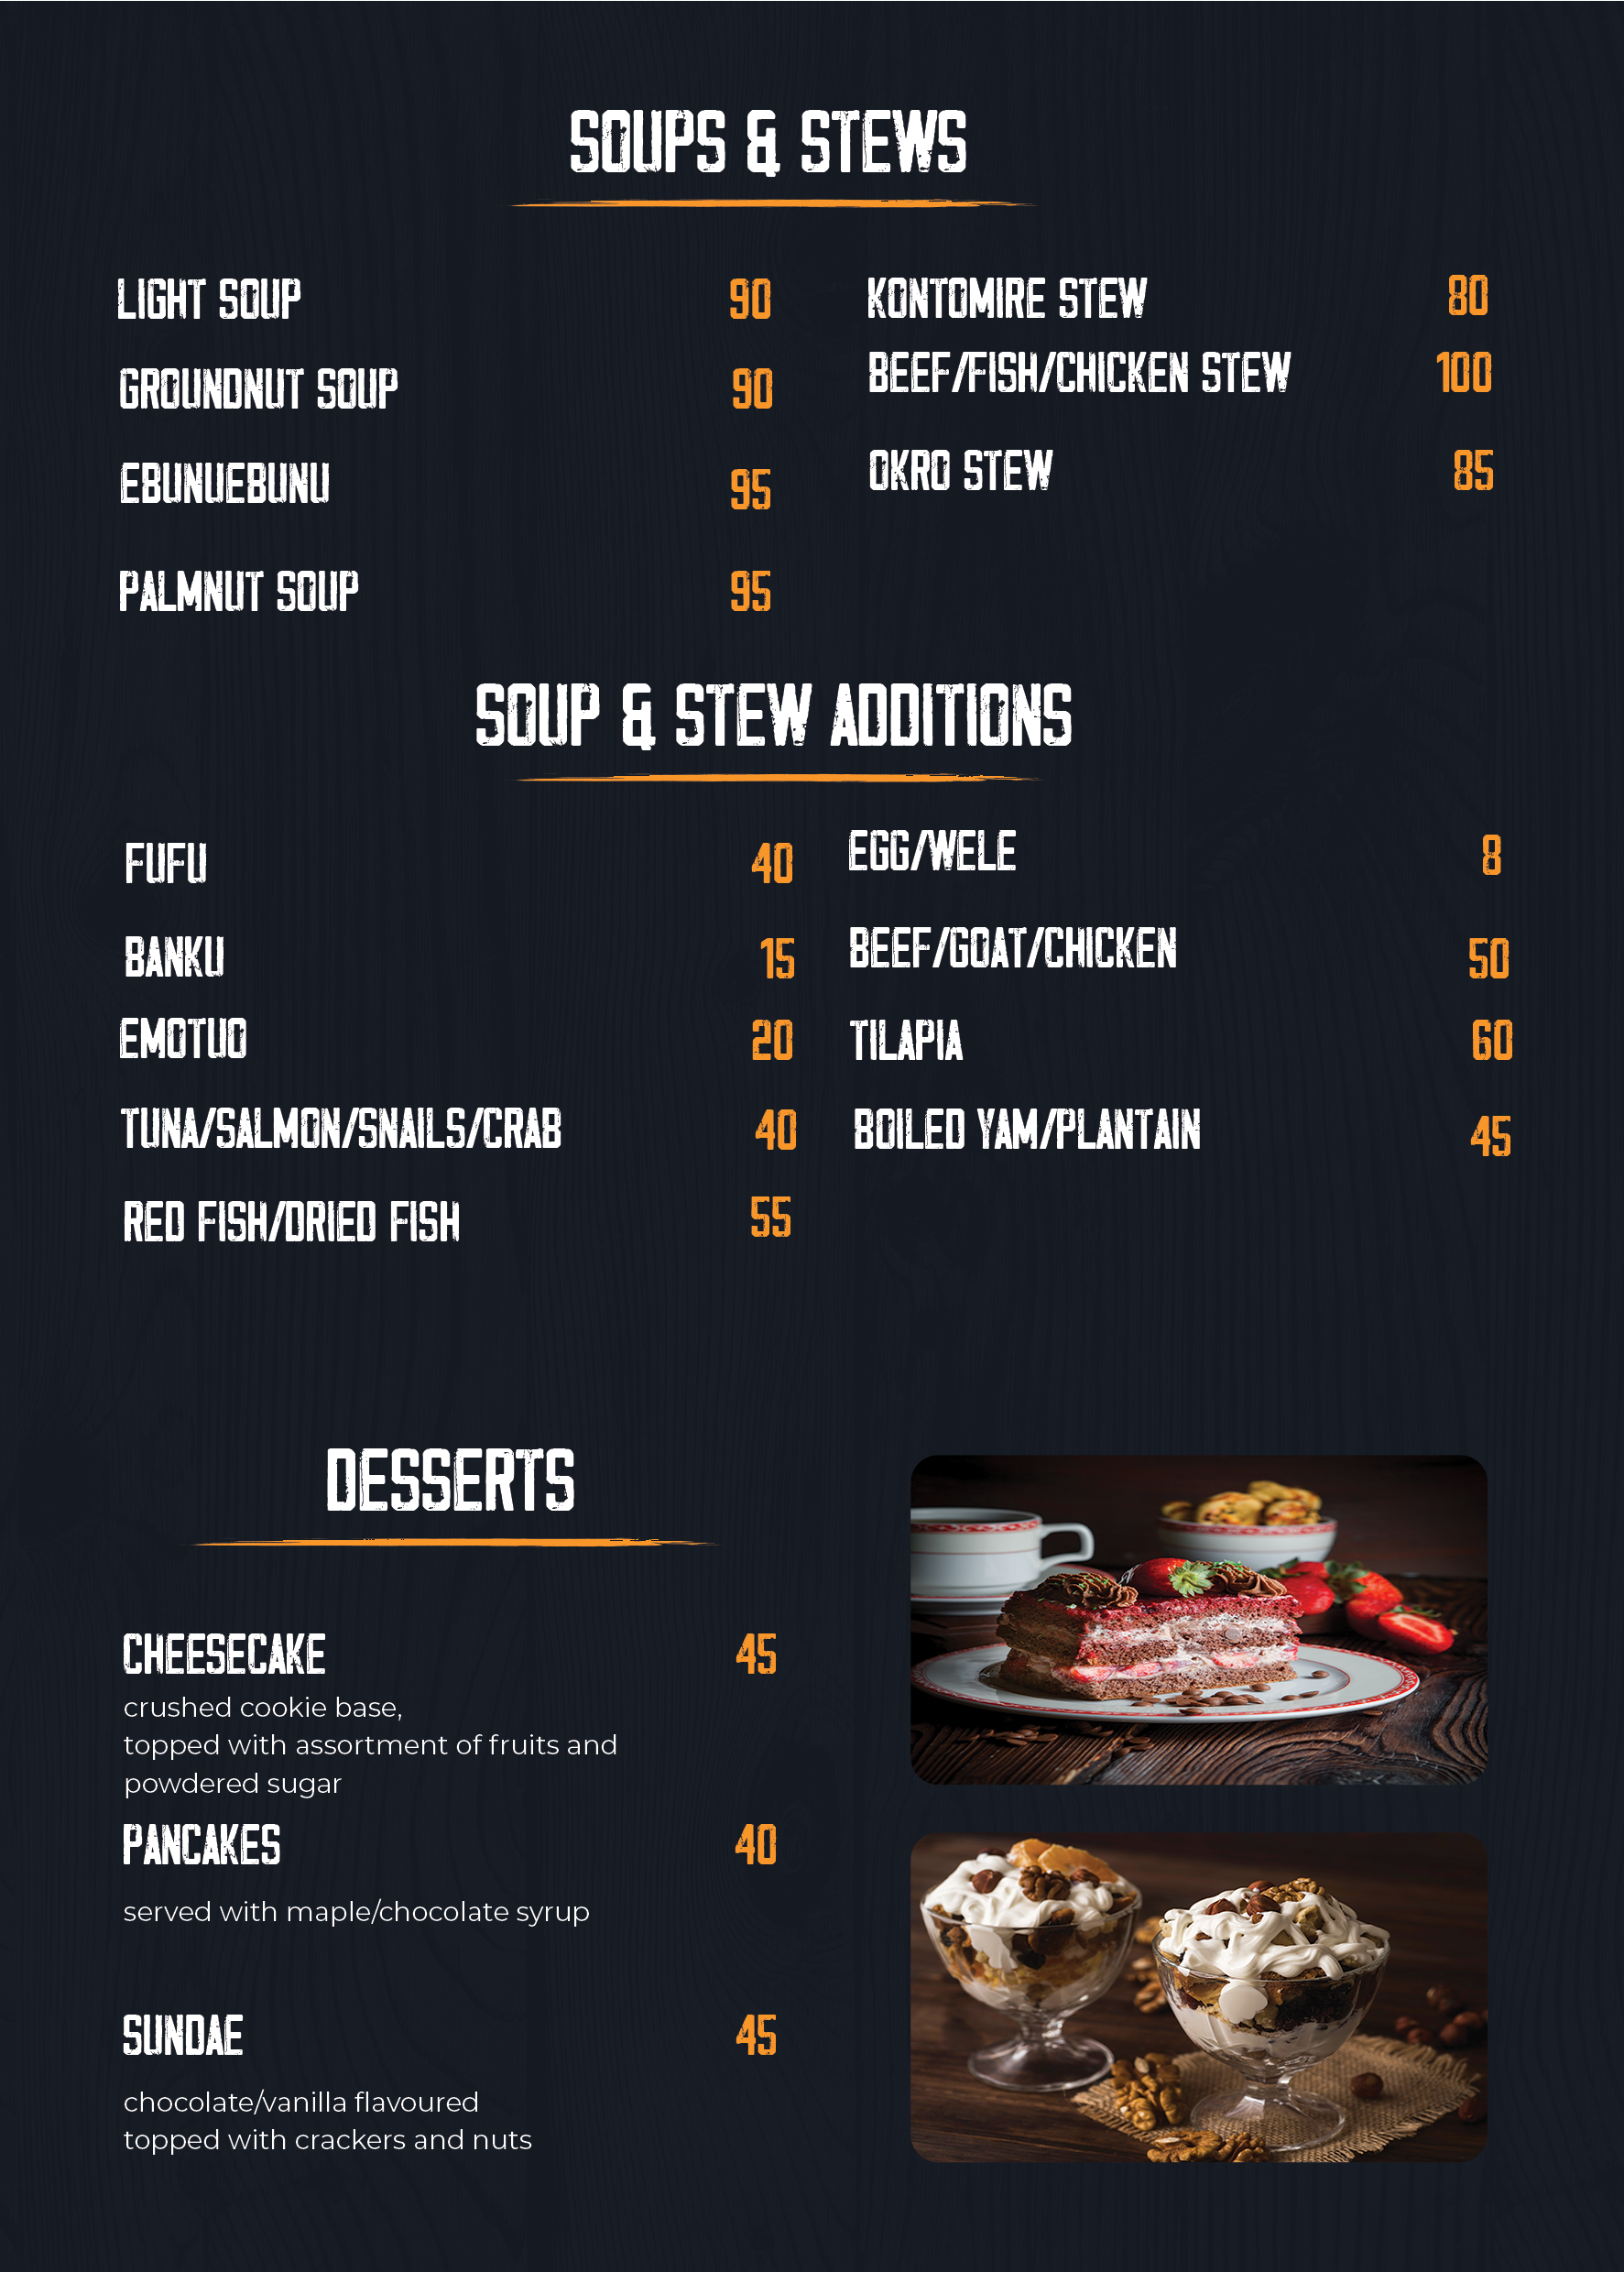 SOUPS & STEWS
LIGHT SOUP 90
GROUNDNUT SOUP 90
EBUNUEBUNU 95
PALMNUT SOUP 95
KONTOMIRE STEW 80
BEEF/FISH/CHICKEN STEW 100
OKRO STEW 85
SOUP & STEW ADDITIONS
FUFU 40
BANKU 15
EMOTUO 20
TUNA/SALMON/SNAILS/CRAB 40
RED FISH/DRIED FISH 55
EGG/WELE 8
BEEF/GOAT/CHICKEN 50
TILAPIA 60
BOILED YAM/PLANTAIN 45
DESSERTS
CHEESECAKE 45
crushed cookie base,
topped with assortment of fruits and
powdered sugar
PANCAKES 40
served with maple/chocolate syrup
SUNDAE 45
chocolate/vanilla flavoured
topped with crackers and nuts